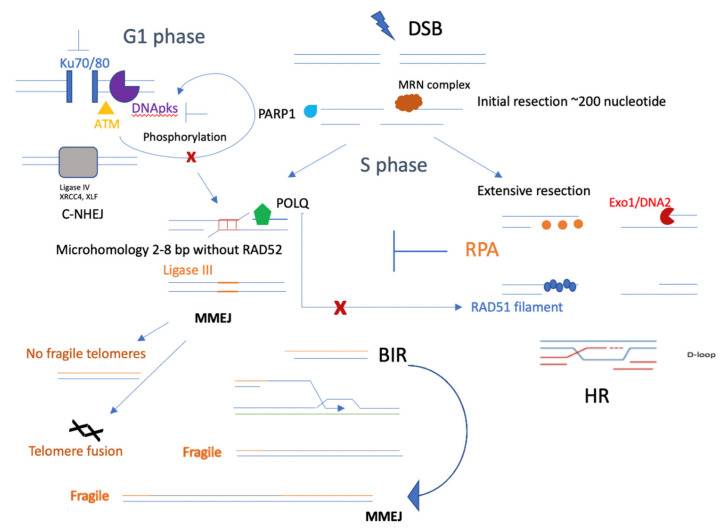 G1 phase
DSB
Ku70/80
DNApks
ATM
Phosphorylation
X
Ligase IV
XRCC4, XLF
C-NHEJ
MRN complex
PARP1
Initial resection ~200 nucleotide
S phase
POLQ
Extensive resection
Exo1/DNA2
Microhomology 2-8 bp without RAD52
RPA
Ligase III
X
RAD51 filament
MMEJ
No fragile telomeres
BIR
D-loop
HR
Telomere fusion
Fragile
Fragile
MMEJ